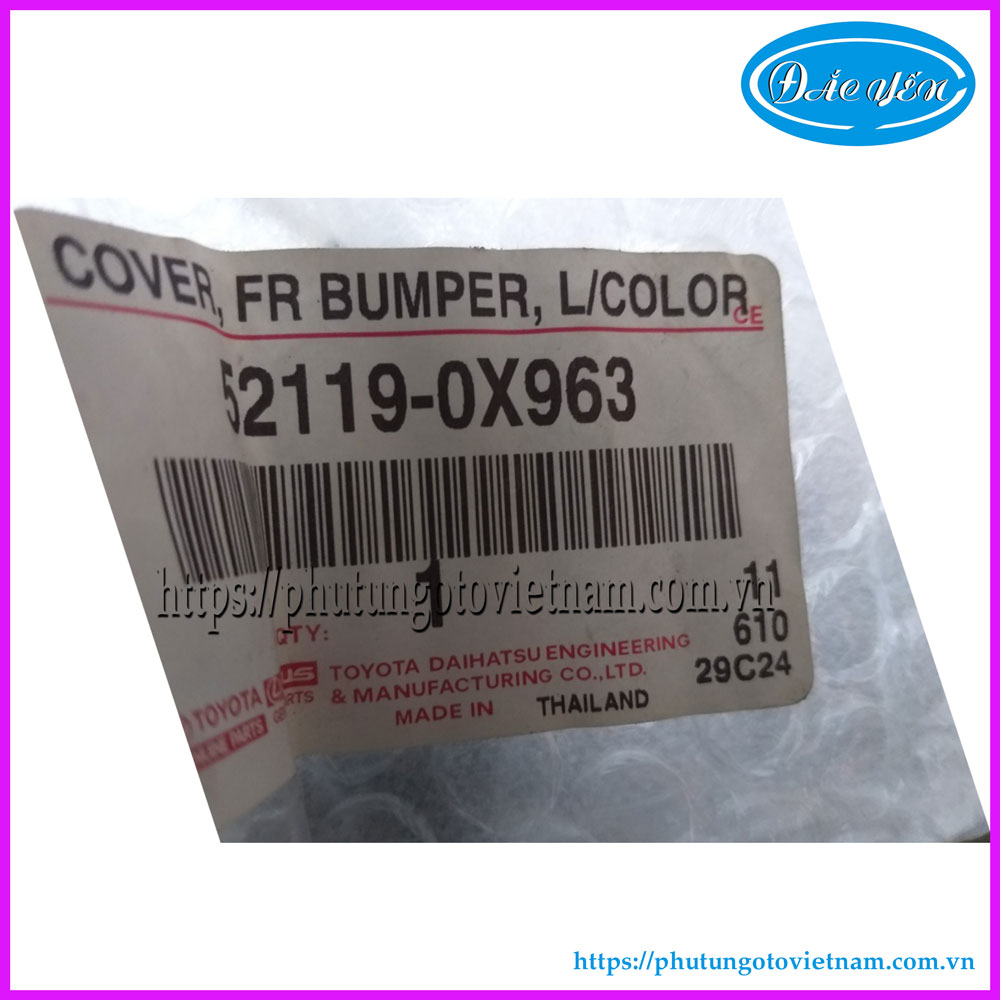 ĐẮC YẾN
COVER, FR BUMPER, L/COLOR
CE
52119-0X963
https://phutungotovietnam.com.vn
1
11
QTY:
610
TOYOTA DAIHATSU ENGINEERING
& MANUFACTURING CO.,LTD.
29C24
MADE IN THAILAND
TOYOTA
PARTS
https://phutungotovietnam.com.vn